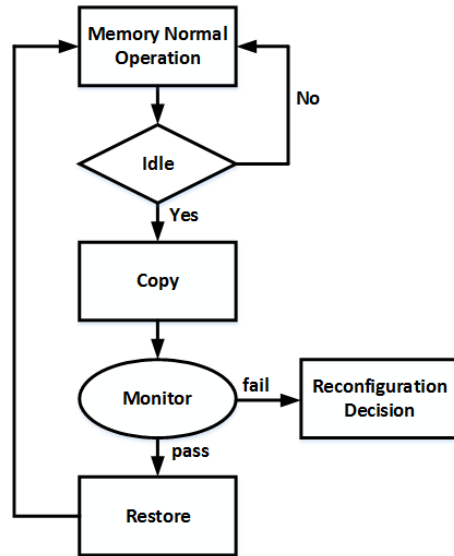 Memory Normal
Operation
No
Idle
Yes
Copy
Monitor
fail
Reconfiguration
Decision
pass
Restore